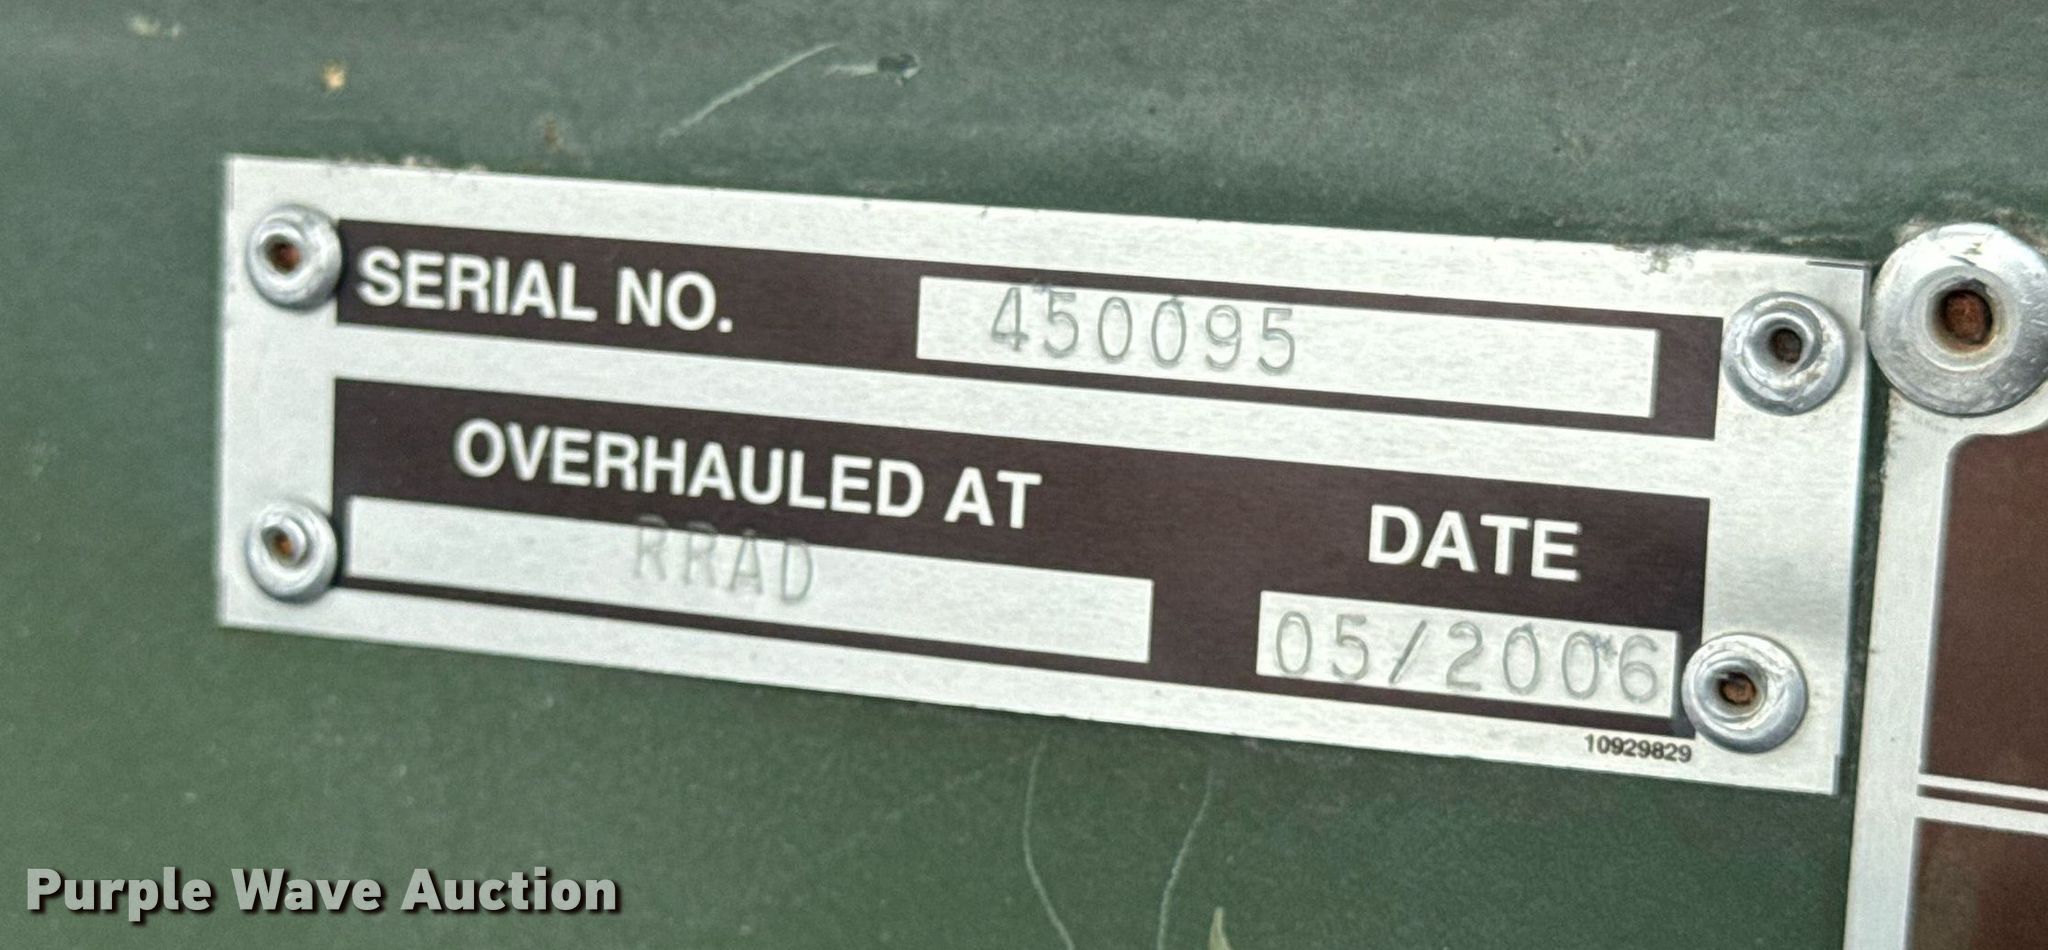 SERIAL NO. 450095
OVERHAULED AT
DATE
RRAD
05/2006
10929829
Purple Wave Auction